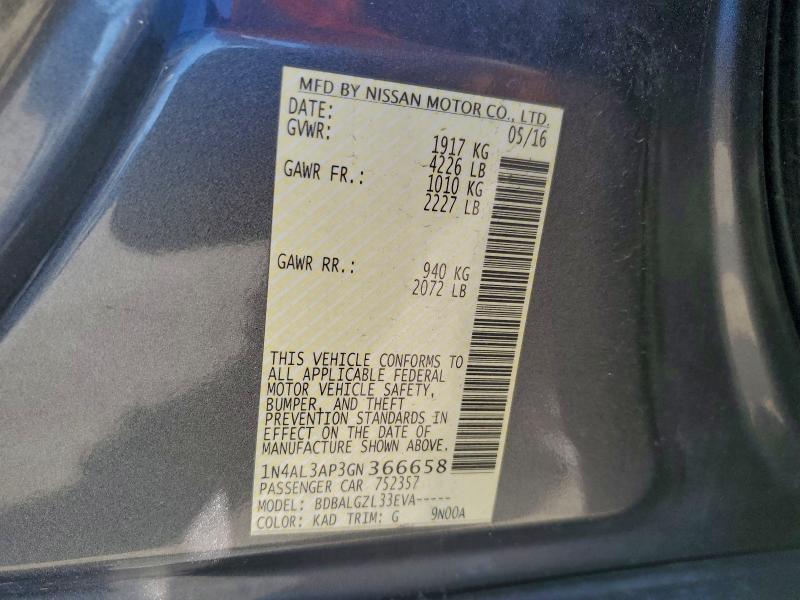 MFD BY NISSAN MOTOR CO., LTD.
DATE: 05/16
GVWR: 1917 KG
4226 LB
GAWR FR.: 1010 KG
2227 LB
GAWR RR.: 940 KG
2072 LB
THIS VEHICLE CONFORMS TO
ALL APPLICABLE FEDERAL
MOTOR VEHICLE SAFETY,
BUMPER, AND THEFT
PREVENTION STANDARDS IN
EFFECT ON THE DATE OF
MANUFACTURE SHOWN ABOVE.
1N4AL3AP3GN366658
PASSENGER CAR 752357
MODEL: BDBALGZL33EVA-----
COLOR: KAD TRIM: G 9N00A